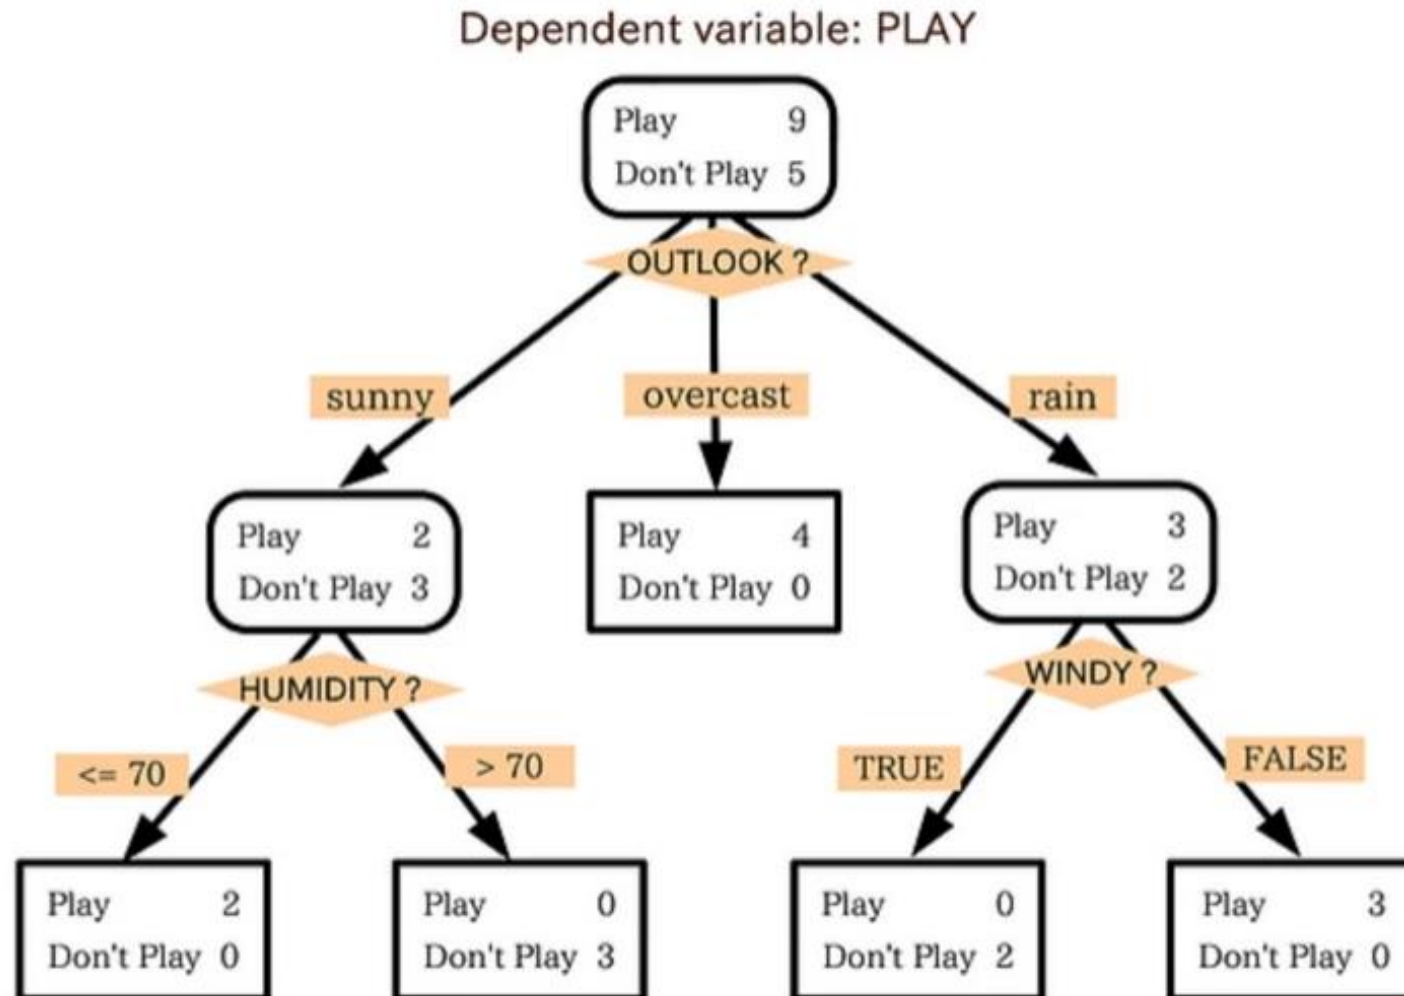 Dependent variable: PLAY
Play 9
Don't Play 5
OUTLOOK ?
sunny
overcast
rain
Play 2
Don't Play 3
Play 4
Don't Play 0
Play 3
Don't Play 2
HUMIDITY ?
WINDY ?
<= 70
> 70
TRUE
FALSE
Play 2
Don't Play 0
Play 0
Don't Play 3
Play 0
Don't Play 2
Play 3
Don't Play 0